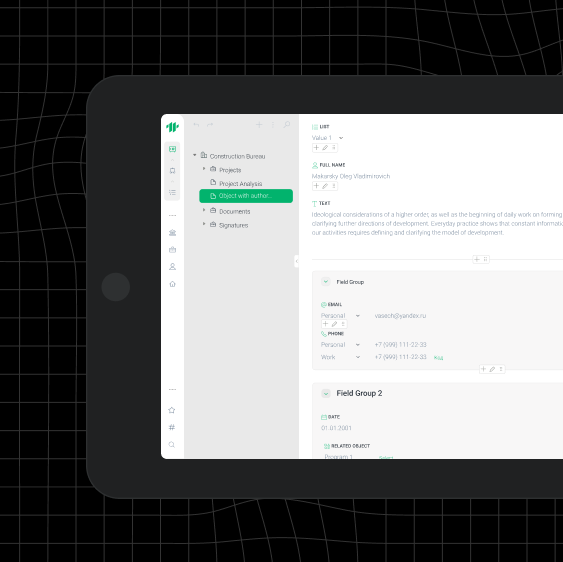 LIST
Value 1
FULL NAME
Makarsky Oleg Vladimirovich
TEXT
Ideological considerations of a higher order, as well as the beginning of daily work on forming
clarifying further directions of development. Everyday practice shows that constant informatio
our activities requires defining and clarifying the model of development.
Construction Bureau
Projects
Project Analysis
Object with author..
Documents
Signatures
Field Group
EMAIL
Personal
vaseoh@yandex.ru
PHONE
Personal +7 (999) 111-22-33
Work +7 (999) 111-22-33
Field Group 2
DATE
01.01.2001
RELATED OBJECT
Program 1 Select